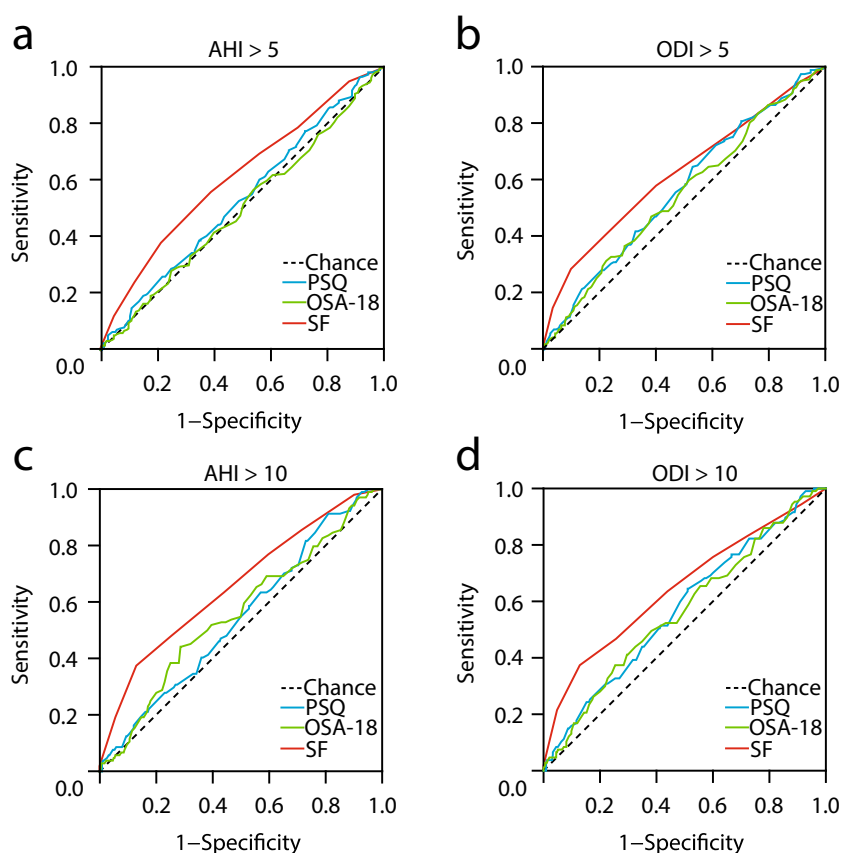 a
AHI > 5
1.0
0.8
0.6
0.4
0.2
0.0
Sensitivity
Chance
PSQ
OSA-18
SF
0.2 0.4 0.6 0.8 1.0
1−Specificity
b
ODI > 5
1.0
0.8
0.6
0.4
0.2
0.0
Sensitivity
Chance
PSQ
OSA-18
SF
0.2 0.4 0.6 0.8 1.0
1−Specificity
c
AHI > 10
1.0
0.8
0.6
0.4
0.2
0.0
Sensitivity
Chance
PSQ
OSA-18
SF
0.2 0.4 0.6 0.8 1.0
1−Specificity
d
ODI > 10
1.0
0.8
0.6
0.4
0.2
0.0
Sensitivity
Chance
PSQ
OSA-18
SF
0.2 0.4 0.6 0.8 1.0
1−Specificity